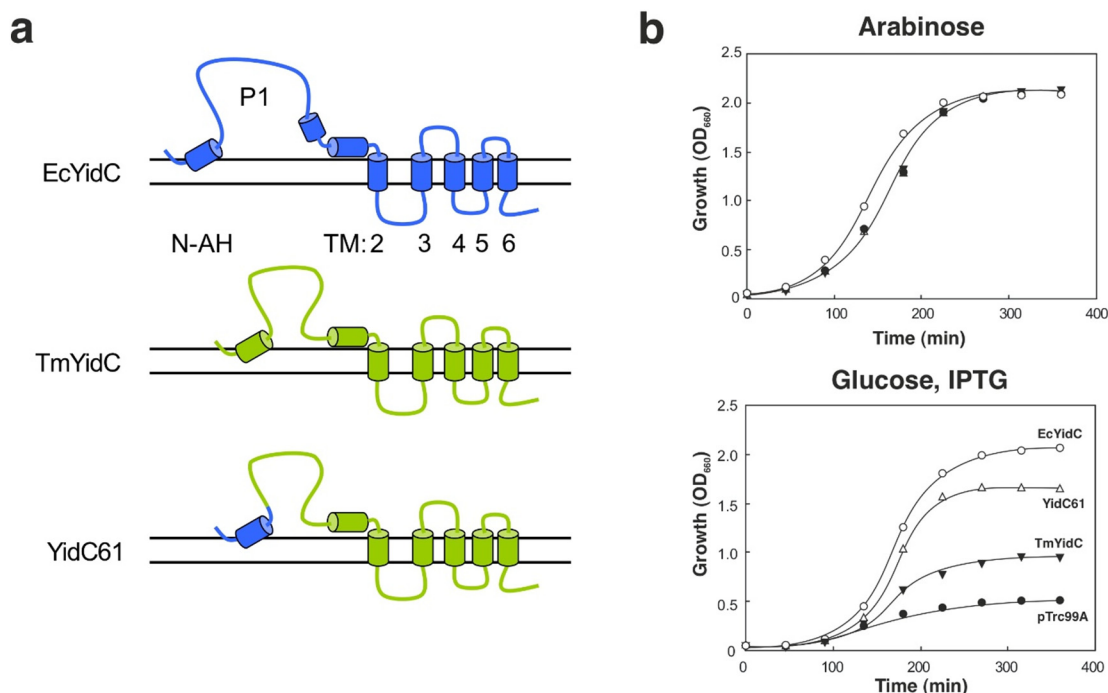 a
P1
EcYidC
N-AH TM: 2 3 4 5 6
TmYidC
YidC61
b
Arabinose
2.5
2.0
1.5
1.0
0.5
0
Growth (OD660)
0 100 200 300 400
Time (min)
Glucose, IPTG
2.5
2.0
1.5
1.0
0.5
0
Growth (OD660)
EcYidC
YidC61
TmYidC
pTrc99A
0 100 200 300 400
Time (min)